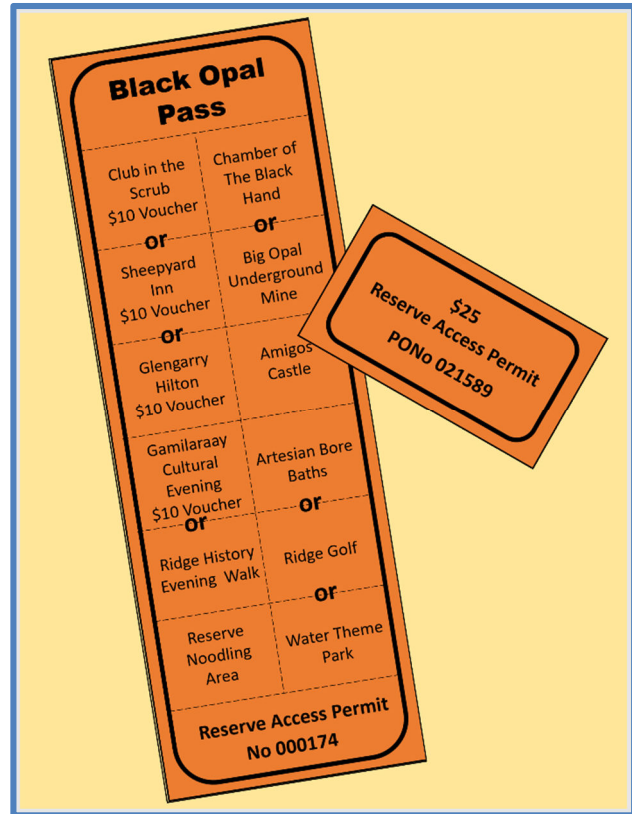 Black Opal
Pass
Club in the
Scrub
$10 Voucher
Chamber of
The Black
Hand
or
or
Sheepyard
Inn
$10 Voucher
Big Opal
Underground
Mine
or
Glengarry
Hilton
$10 Voucher
Amigos
Castle
Gamilaraay
Cultural
Evening
$10 Voucher
Artesian Bore
Baths
or
or
Ridge History
Evening Walk
Ridge Golf
or
Reserve
Noodling
Area
Water Theme
Park
Reserve Access Permit
No 000174
$25
Reserve Access Permit
PONo 021589